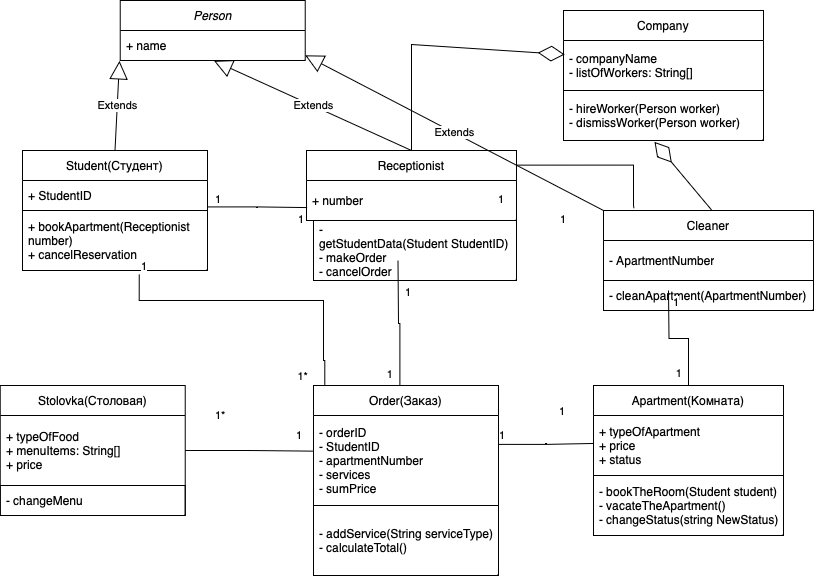 Person
+ name
Company
- companyName
- listOfWorkers: String[]
- hireWorker(Person worker)
- dismissWorker(Person worker)
Extends
Extends
Extends
Student(Студент)
+ StudentID
+ bookApartment(Receptionist
number)
+ cancelReservation
1
1
1
Receptionist
+ number
1
-
getStudentData(Student StudentID)
- makeOrder
- cancelOrder
1
1
Cleaner
- ApartmentNumber
- cleanApartment(ApartmentNumber)
1
1*
1
1
Stolovka(Столовая)
+ typeOfFood
+ menuItems: String[]
+ price
- changeMenu
1*
1
Order(Заказ)
- orderID
- StudentID
- apartmentNumber
- services
- sumPrice
- addService(String serviceType)
- calculateTotal()
1
1
Apartment(Комната)
+ typeOfApartment
+ price
+ status
- bookTheRoom(Student student)
- vacateTheApartment()
- changeStatus(string NewStatus)